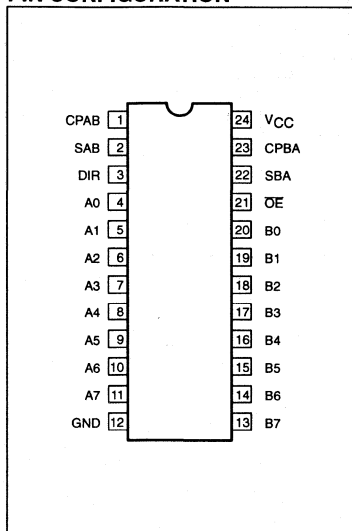 CPAB 1 24 VCC
SAB 2 23 CPBA
DIR 3 22 SBA
A0 4 21 OE
A1 5 20 B0
A2 6 19 B1
A3 7 18 B2
A4 8 17 B3
A5 9 16 B4
A6 10 15 B5
A7 11 14 B6
GND 12 13 B7